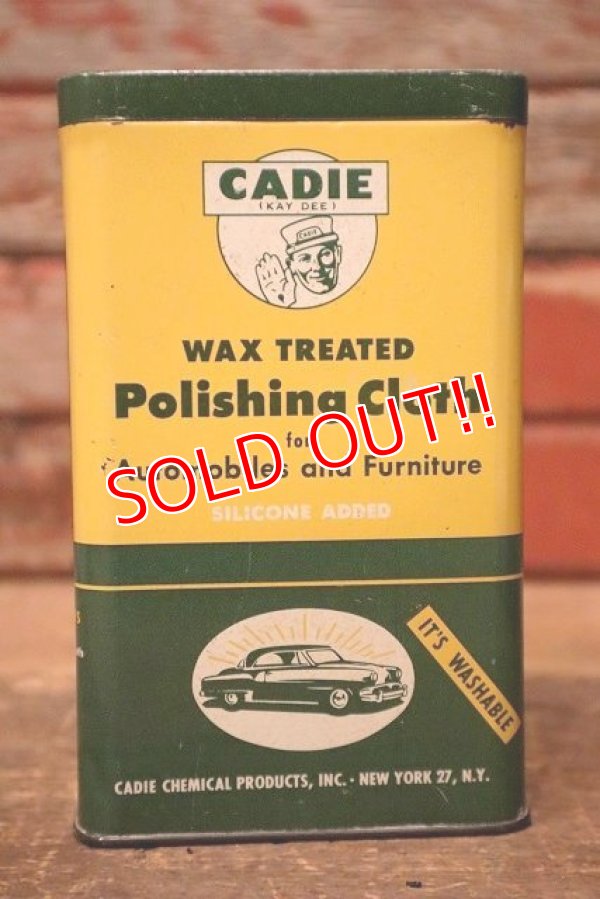 CADIE
(KAY DEE)
CADIE
WAX TREATED
Polishing Cloth
for
Automobiles and Furniture
SOLD OUT!!
SILICONE ADDED
IT'S WASHABLE
CADIE CHEMICAL PRODUCTS, INC. · NEW YORK 27, N.Y.